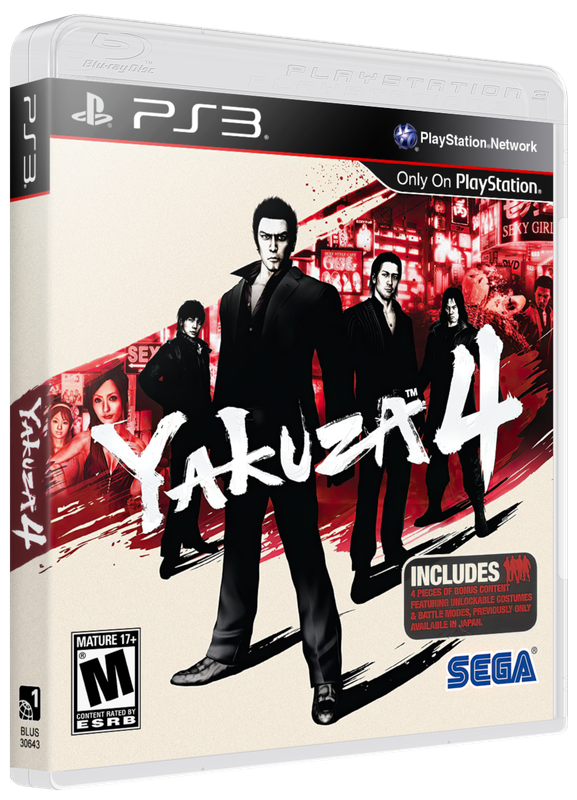 Blu-ray Disc
PLAYSTATION 3
PS3
PS3
PlayStation Network
Only On PlayStation
SEXY GIRL
DVD
SEX
YAKUZA 4
TM
YAKUZA 4
INCLUDES
4 PIECES OF BONUS CONTENT
FEATURING UNLOCKABLE COSTUMES
& BATTLE MODES, PREVIOUSLY ONLY
AVAILABLE IN JAPAN.
MATURE 17+
M
CONTENT RATED BY
ESRB
SEGA
1
BLUS
30643